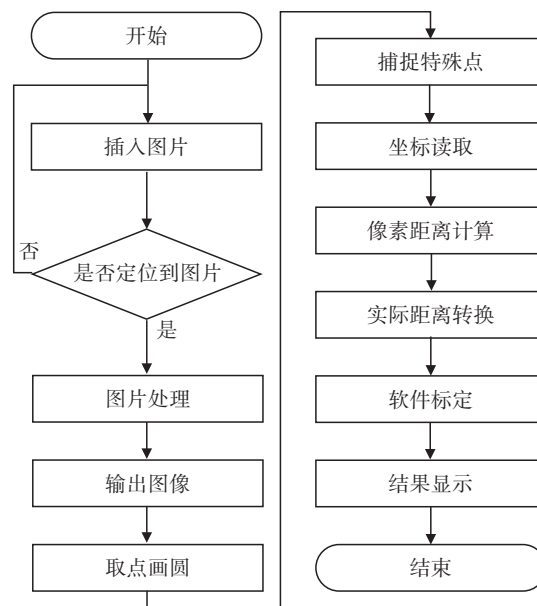 开始
插入图片
是否定位到图片
否
是
图片处理
输出图像
取点画圆
捕捉特殊点
坐标读取
像素距离计算
实际距离转换
软件标定
结果显示
结束